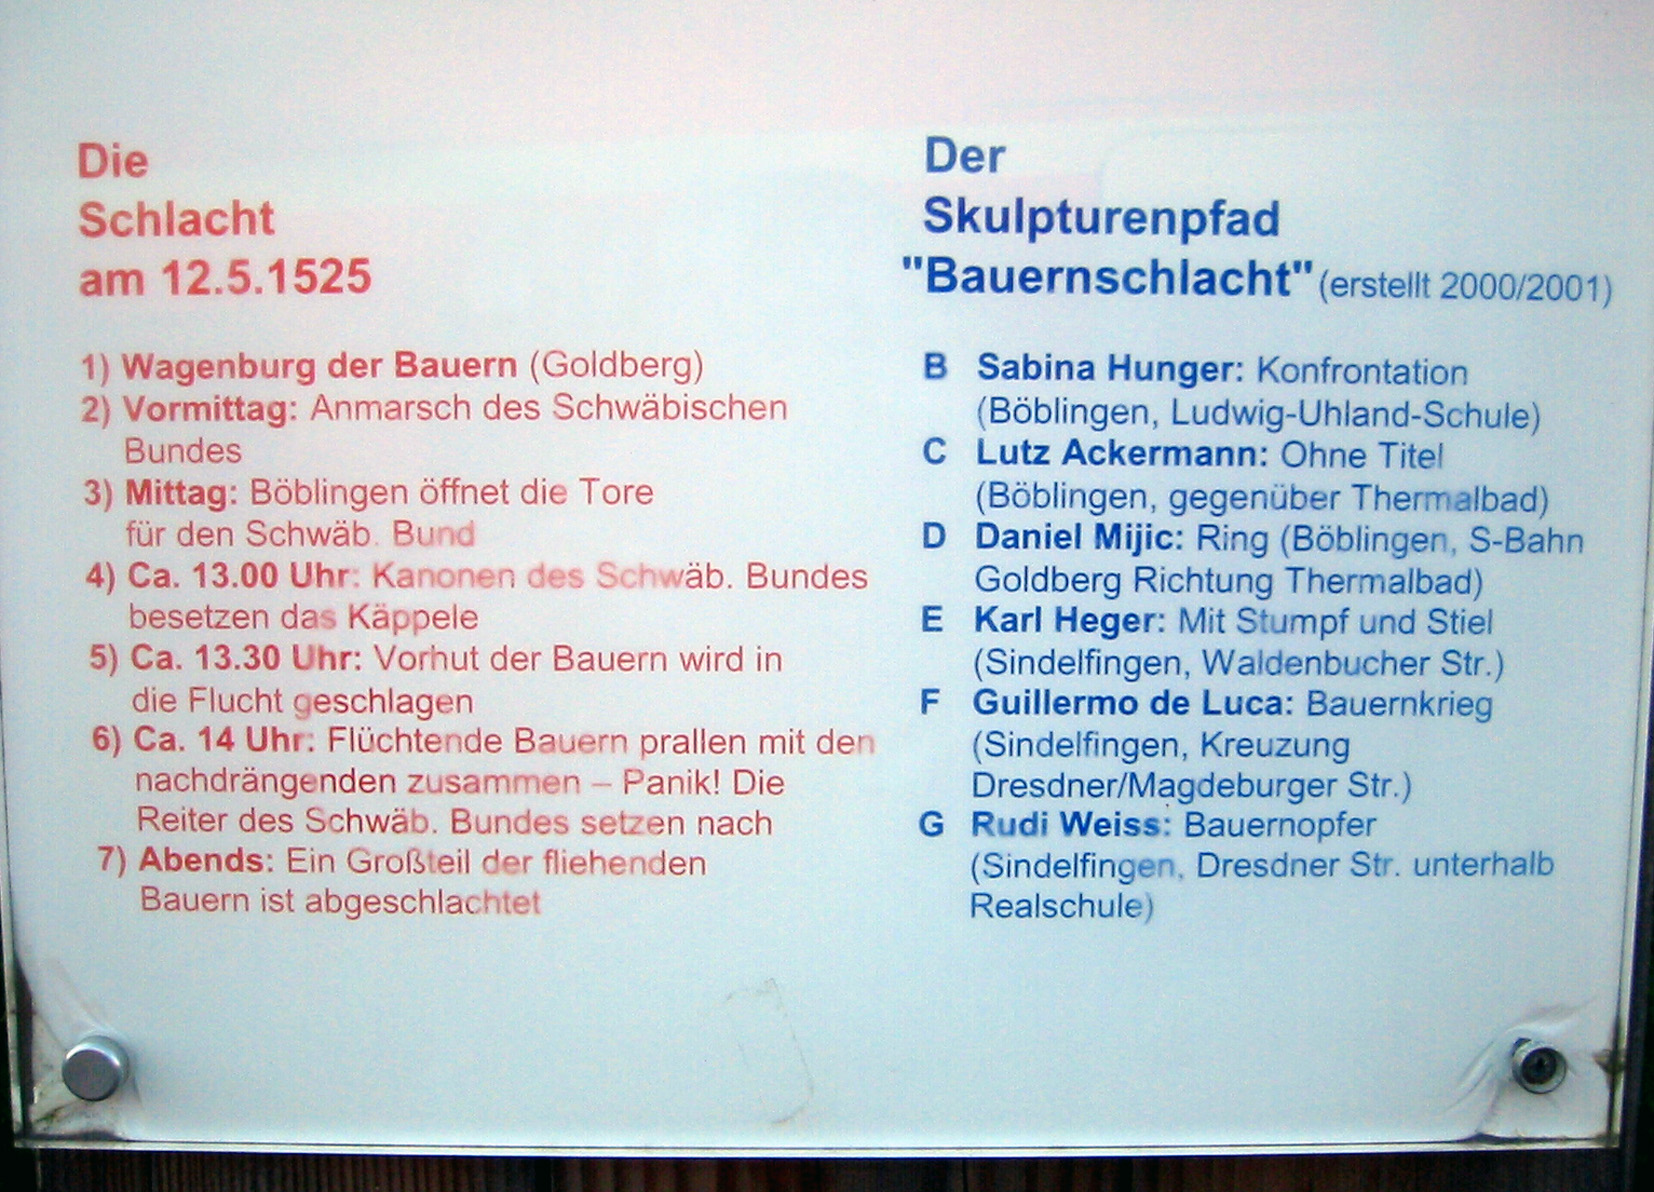 Die
Schlacht
am 12.5.1525
1) Wagenburg der Bauern (Goldberg)
2) Vormittag: Anmarsch des Schwäbischen
Bundes
3) Mittag: Böblingen öffnet die Tore
für den Schwäb. Bund
4) Ca. 13.00 Uhr: Kanonen des Schwäb. Bundes
besetzen das Käppele
5) Ca. 13.30 Uhr: Vorhut der Bauern wird in
die Flucht geschlagen
6) Ca. 14 Uhr: Flüchtende Bauern prallen mit den
nachdrängenden zusammen – Panik! Die
Reiter des Schwäb. Bundes setzen nach
7) Abends: Ein Großteil der fliehenden
Bauern ist abgeschlachtet
Der
Skulpturenpfad
"Bauernschlacht" (erstellt 2000/2001)
B Sabina Hunger: Konfrontation
(Böblingen, Ludwig-Uhland-Schule)
C Lutz Ackermann: Ohne Titel
(Böblingen, gegenüber Thermalbad)
D Daniel Mijic: Ring (Böblingen, S-Bahn
Goldberg Richtung Thermalbad)
E Karl Heger: Mit Stumpf und Stiel
(Sindelfingen, Waldenbucher Str.)
F Guillermo de Luca: Bauernkrieg
(Sindelfingen, Kreuzung
Dresdner/Magdeburger Str.)
G Rudi Weiss: Bauernopfer
(Sindelfingen, Dresdner Str. unterhalb
Realschule)